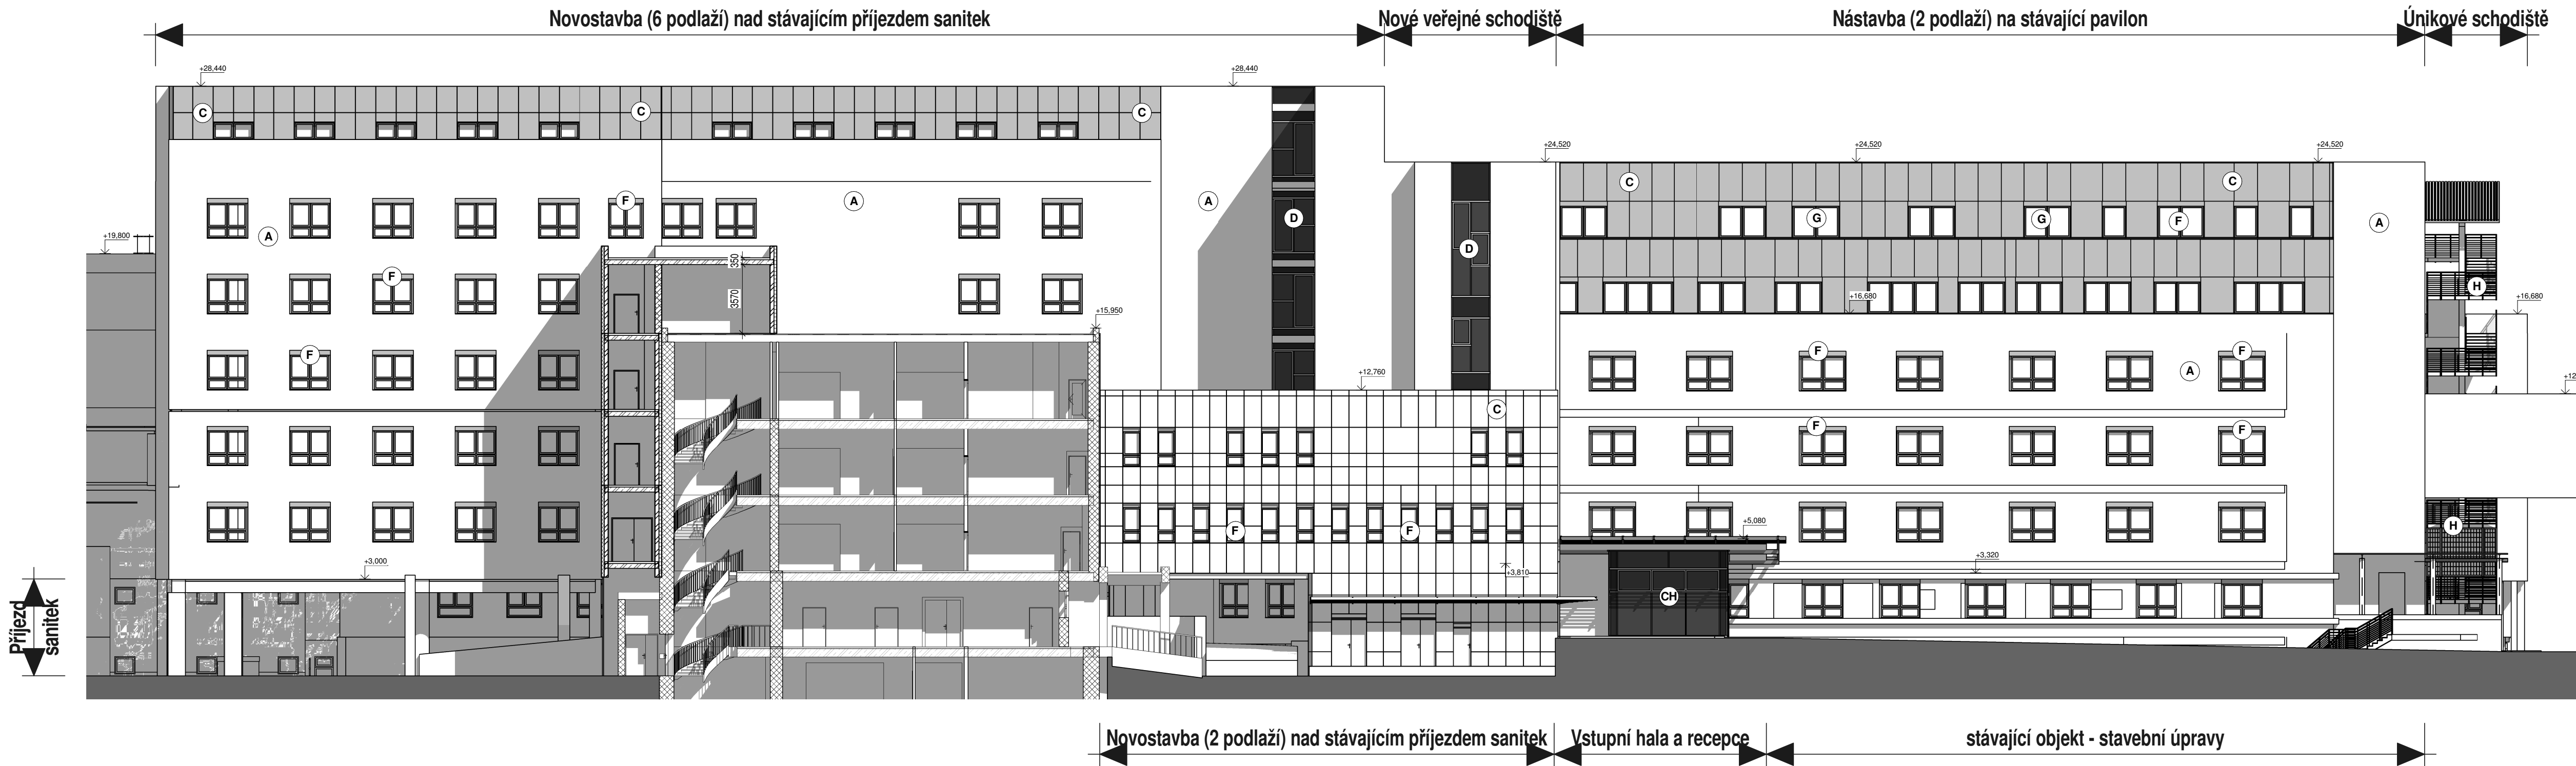 Novostavba (6 podlaží) nad stávajícím příjezdem sanitek
Nové veřejné schodiště
Nástavba (2 podlaží) na stávající pavilon
Únikové schodiště
+28,440
+28,440
C
C
C
+24,520
+24,520
+24,520
C
C
F
A
A
D
G
G
F
A
A
+19,800
D
F
350
3570
H
+16,680
+16,680
+15,950
F
F
F
A
+12,760
12
C
F
F
F
F
+5,080
H
+3,000
+3,320
+3,810
CH
Příjezd
sanitek
Novostavba (2 podlaží) nad stávajícím příjezdem sanitek
Vstupní hala a recepce
stávající objekt - stavební úpravy